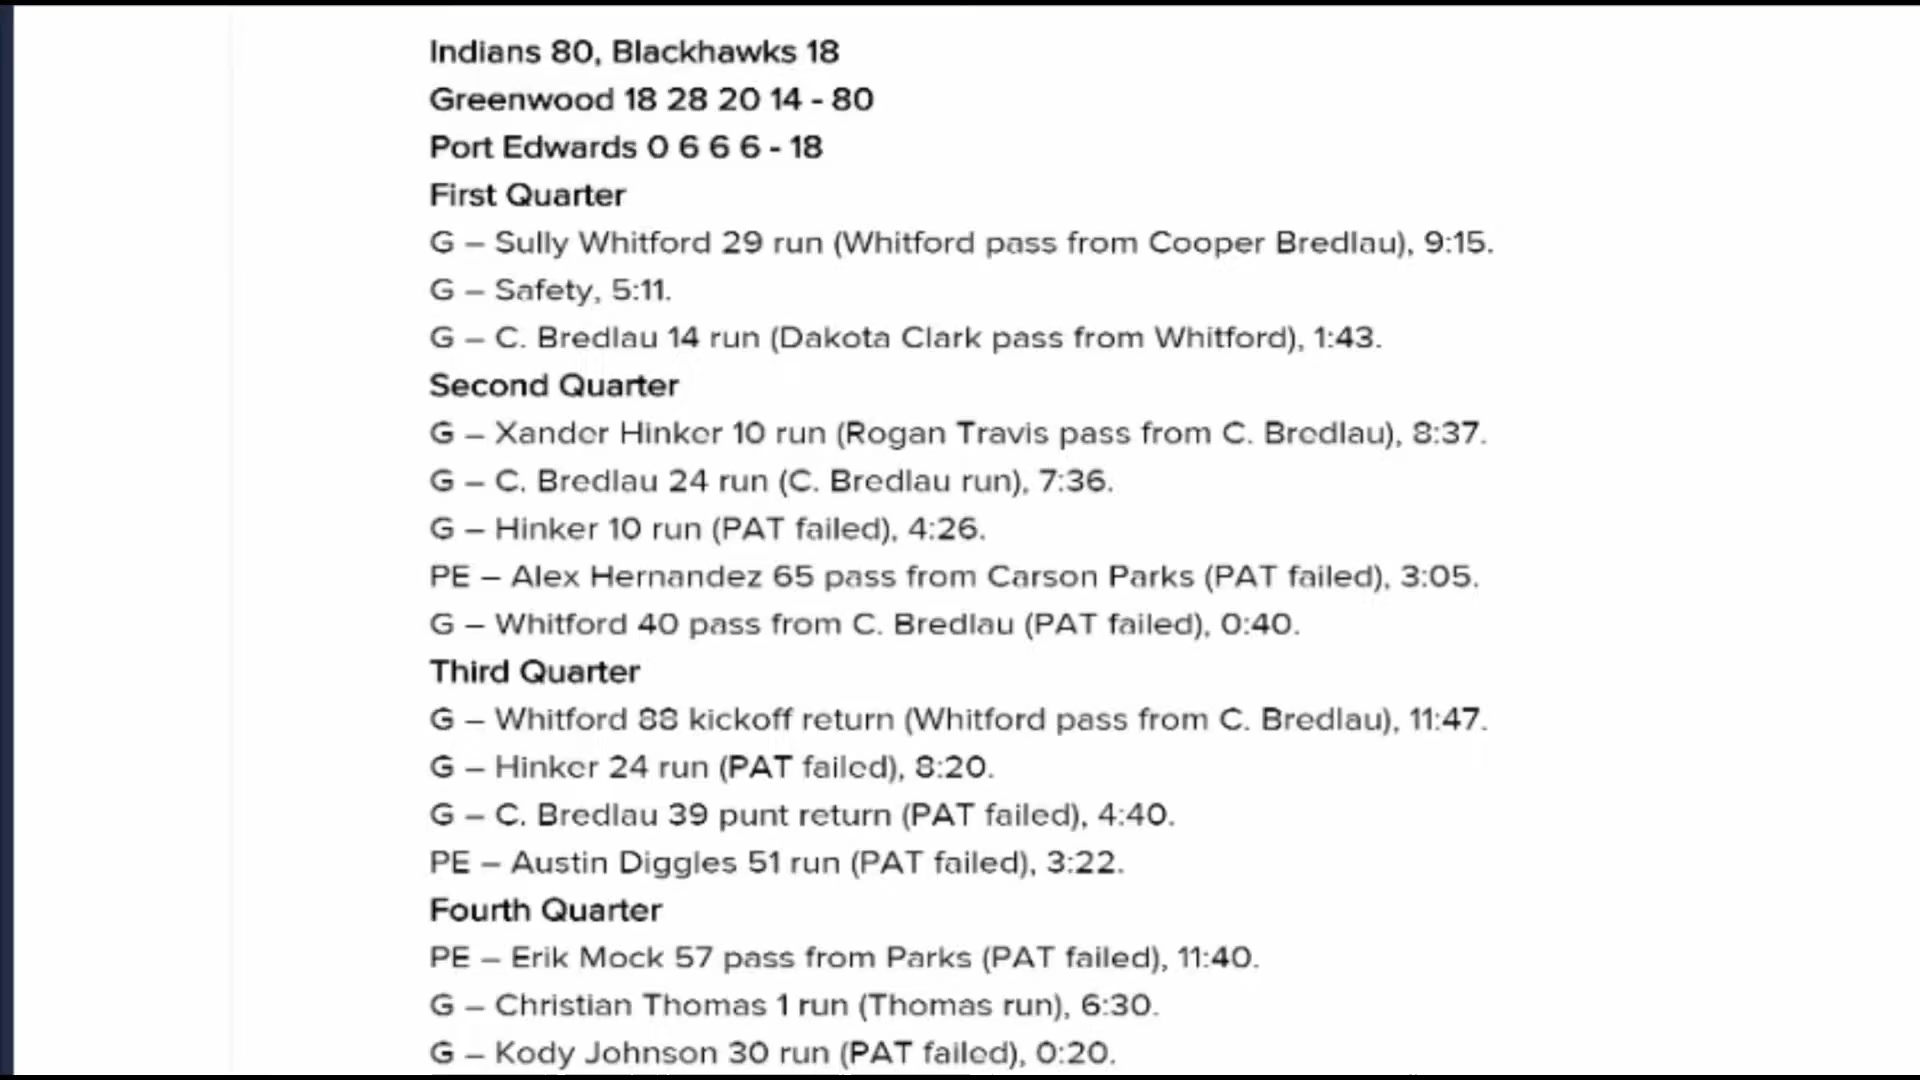 Indians 80, Blackhawks 18
Greenwood 18 28 20 14 - 80
Port Edwards 0 6 6 6 - 18
First Quarter
G – Sully Whitford 29 run (Whitford pass from Cooper Bredlau), 9:15.
G – Safety, 5:11.
G – C. Bredlau 14 run (Dakota Clark pass from Whitford), 1:43.
Second Quarter
G – Xander Hinker 10 run (Rogan Travis pass from C. Bredlau), 8:37.
G – C. Bredlau 24 run (C. Bredlau run), 7:36.
G – Hinker 10 run (PAT failed), 4:26.
PE – Alex Hernandez 65 pass from Carson Parks (PAT failed), 3:05.
G – Whitford 40 pass from C. Bredlau (PAT failed), 0:40.
Third Quarter
G – Whitford 88 kickoff return (Whitford pass from C. Bredlau), 11:47.
G – Hinker 24 run (PAT failed), 8:20.
G – C. Bredlau 39 punt return (PAT failed), 4:40.
PE – Austin Diggles 51 run (PAT failed), 3:22.
Fourth Quarter
PE – Erik Mock 57 pass from Parks (PAT failed), 11:40.
G – Christian Thomas 1 run (Thomas run), 6:30.
G – Kody Johnson 30 run (PAT failed), 0:20.